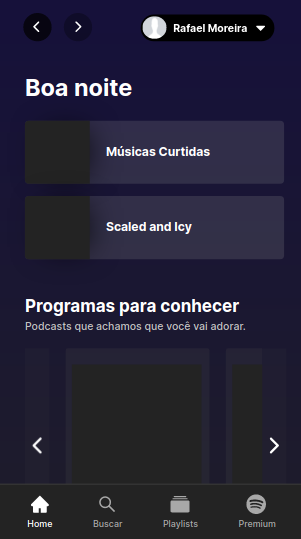 Rafael Moreira
Boa noite
Músicas Curtidas
Scaled and Icy
Programas para conhecer
Podcasts que achamos que você vai adorar.
Home
Buscar
Playlists
Premium